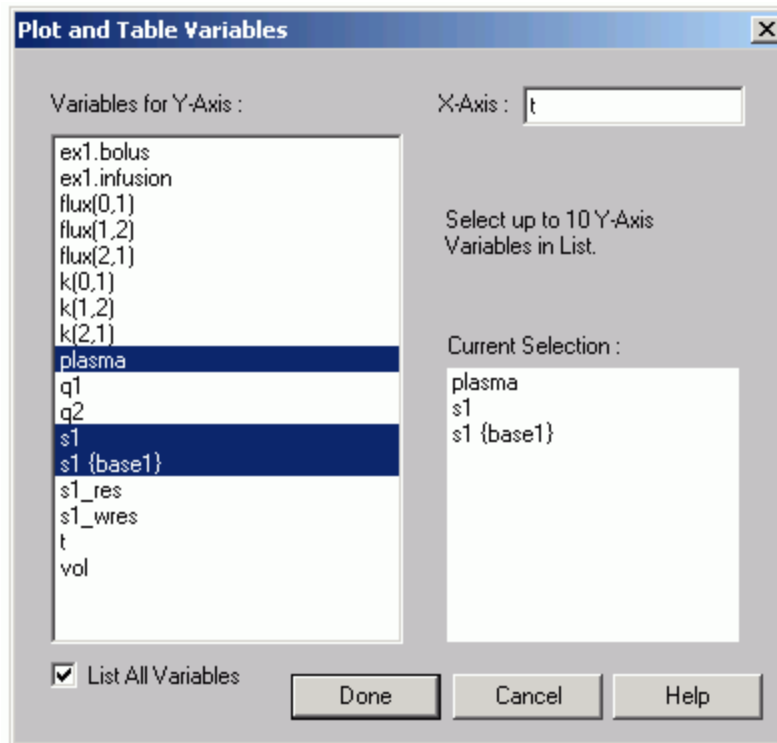 Plot and Table Variables
Variables for Y-Axis :
ex1.bolus
ex1.infusion
flux(0,1)
flux(1,2)
flux(2,1)
k(0,1)
k(1,2)
k(2,1)
plasma
q1
q2
s1
s1 {base1}
s1_res
s1_wres
t
vol
List All Variables
X-Axis : t
Select up to 10 Y-Axis
Variables in List.
Current Selection :
plasma
s1
s1 {base1}
Done Cancel Help